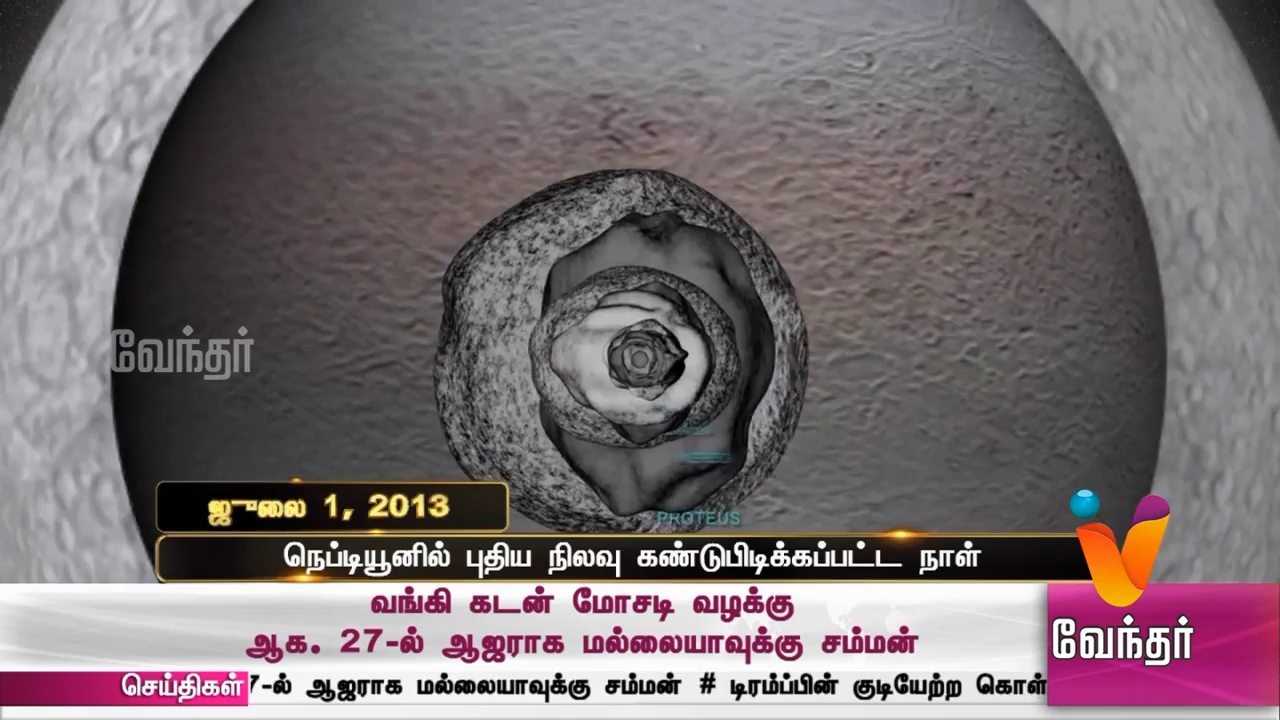 வேந்தர்
PROTEUS
ஜுலை 1, 2013
நெப்டியூனில் புதிய நிலவு கண்டுபிடிக்கப்பட்ட நாள்
வங்கி கடன் மோசடி வழக்கு
ஆக. 27-ல் ஆஜராக மல்லையாவுக்கு சம்மன்
வேந்தர்
செய்திகள்
7-ல் ஆஜராக மல்லையாவுக்கு சம்மன் # டிரம்ப்பின் குடியேற்ற கொள்